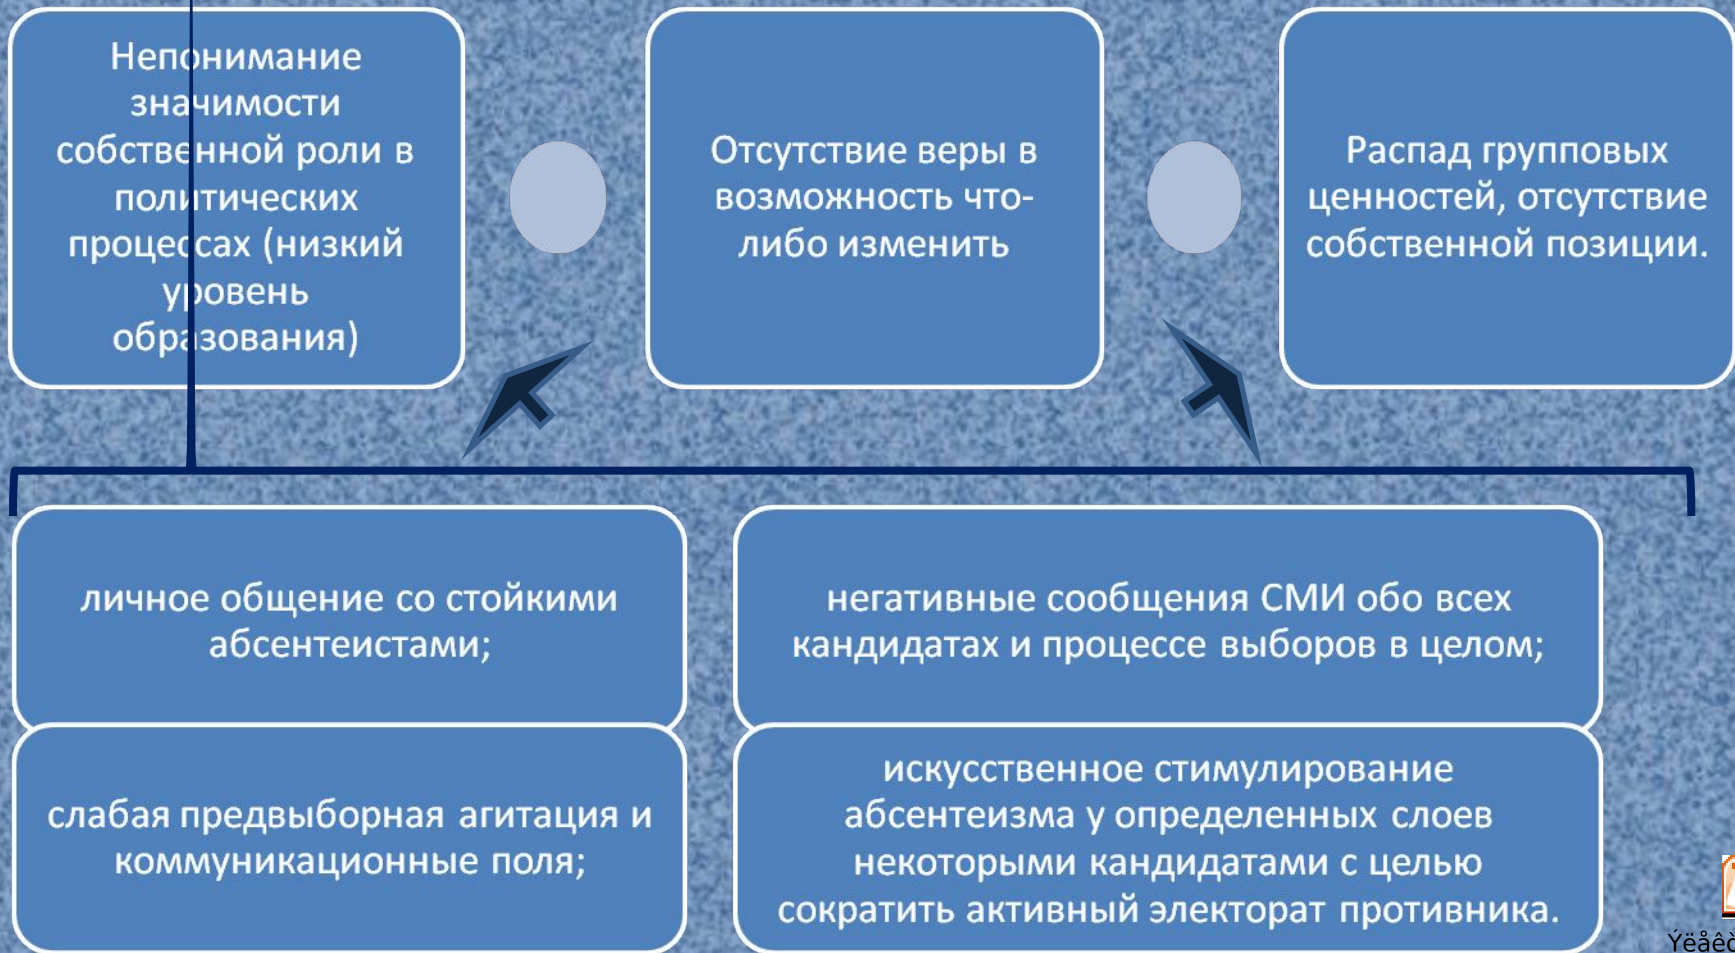 Непонимание
значимости
собственной роли в
политических
процессах (низкий
уровень
образования)
Отсутствие веры в
возможность что-
либо изменить
Распад групповых
ценностей, отсутствие
собственной позиции.
личное общение со стойкими
абсентеистами;
негативные сообщения СМИ обо всех
кандидатах и процессе выборов в целом;
слабая предвыборная агитация и
коммуникационные поля;
искусственное стимулирование
абсентеизма у определенных слоев
некоторыми кандидатами с целью
сократить активный электорат противника.